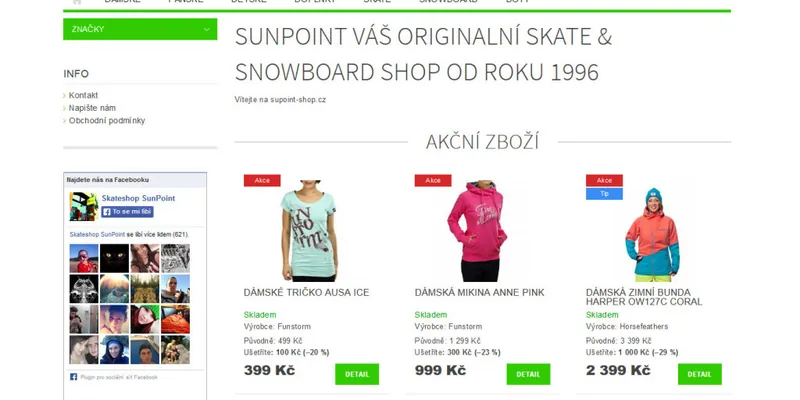 DÁMSKÉ PÁNSKÉ DĚTSKÉ DOPLŇKY SKATE SNOWBOARD BOTY
ZNAČKY
INFO
Kontakt
Napište nám
Obchodní podmínky
Najdete nás na Facebooku
Skateshop SunPoint
To se mi líbí
Skateshop SunPoint se líbí více lidem (621).
Plugin pro sociální síť Facebook
SUNPOINT VÁŠ ORIGINALNÍ SKATE &
SNOWBOARD SHOP OD ROKU 1996
Vítejte na supoint-shop.cz
AKČNÍ ZBOŽÍ
Akce
DÁMSKÉ TRIČKO AUSA ICE
Skladem
Výrobce: Funstorm
Původně: 499 Kč
Ušetříte: 100 Kč (–20 %)
399 Kč
DETAIL
Akce
DÁMSKÁ MIKINA ANNE PINK
Skladem
Výrobce: Funstorm
Původně: 1 299 Kč
Ušetříte: 300 Kč (–23 %)
999 Kč
DETAIL
Akce
Tip
DÁMSKÁ ZIMNÍ BUNDA
HARPER OW127C CORAL
Skladem
Výrobce: Horsefeathers
Původně: 3 399 Kč
Ušetříte: 1 000 Kč (–29 %)
2 399 Kč
DETAIL